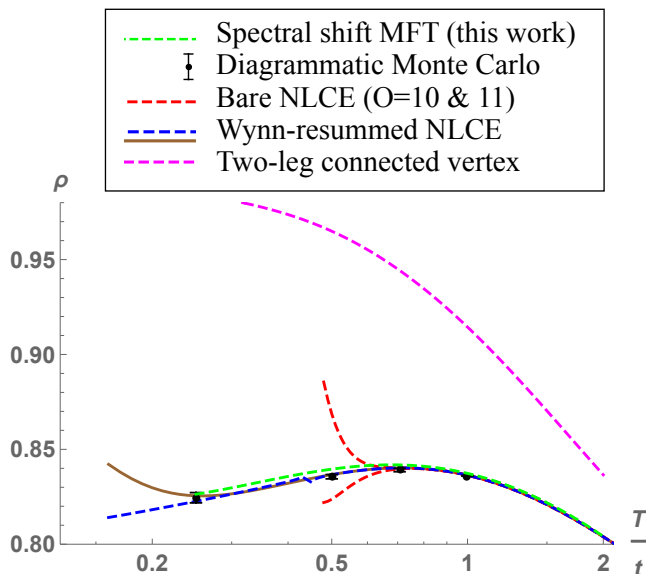 Spectral shift MFT (this work)
Diagrammatic Monte Carlo
Bare NLCE (O=10 & 11)
Wynn-resummed NLCE
Two-leg connected vertex
ρ
0.95
0.90
0.85
0.80
0.2 0.5 1 2
T
t